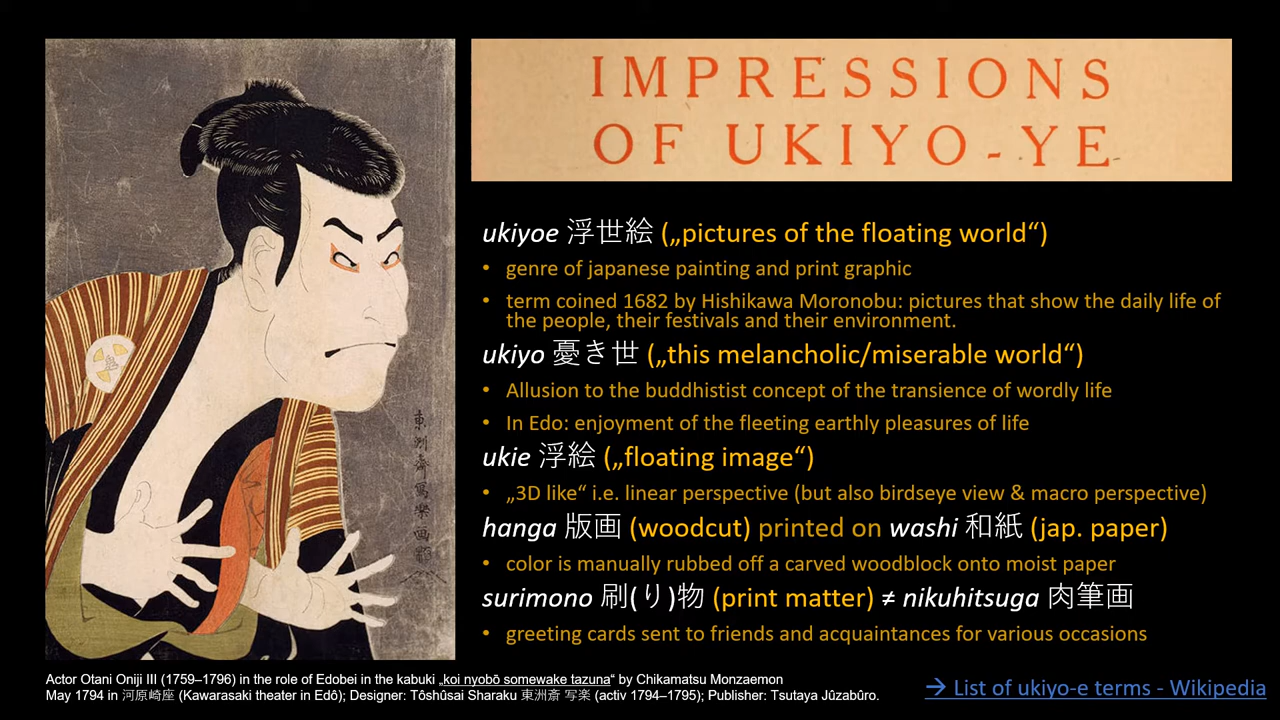 IMPRESSIONS
OF UKIYO-YE
ukiyoe 浮世絵 („pictures of the floating world“)
• genre of japanese painting and print graphic
• term coined 1682 by Hishikawa Moronobu: pictures that show the daily life of
the people, their festivals and their environment.
ukiyo 憂き世 („this melancholic/miserable world“)
• Allusion to the buddhistist concept of the transience of wordly life
• In Edo: enjoyment of the fleeting earthly pleasures of life
ukie 浮絵 („floating image“)
• „3D like“ i.e. linear perspective (but also birdseye view & macro perspective)
hanga 版画 (woodcut) printed on washi 和紙 (jap. paper)
• color is manually rubbed off a carved woodblock onto moist paper
surimono 刷(り)物 (print matter) ≠ nikuhitsuga 肉筆画
• greeting cards sent to friends and acquaintances for various occasions
東洲齋寫樂画
Actor Otani Oniji III (1759–1796) in the role of Edobei in the kabuki „koi nyobō somewake tazuna“ by Chikamatsu Monzaemon
May 1794 in 河原崎座 (Kawarasaki theater in Edô); Designer: Tôshûsai Sharaku 東洲斎 写楽 (activ 1794–1795); Publisher: Tsutaya Jûzabûro.
→ List of ukiyo-e terms - Wikipedia